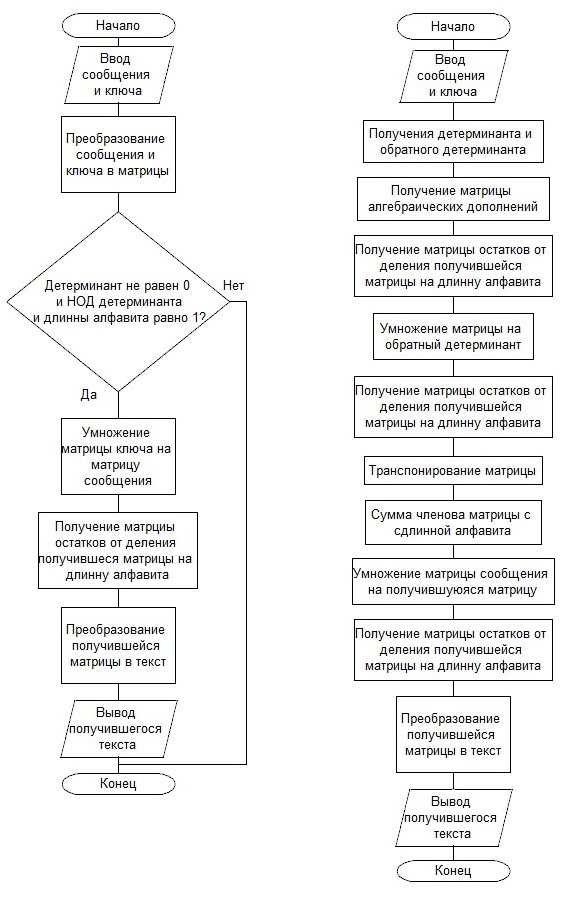 Начало
Ввод
сообщения
и ключа
Преобразование
сообщения и
ключа в матрицы
Детерминант не равен 0
и НОД детерминанта
и длинны алфавита равно 1?
Нет
Да
Умножение
матрицы ключа на
матрицу
сообщения
Получение матрциы
остатков от деления
получившеся матрицы на
длинну алфавита
Преобразование
получившейся
матрицы в текст
Вывод
получившегося
текста
Конец
Начало
Ввод
сообщения
и ключа
Получения детерминанта и
обратного детерминанта
Получение матрицы
алгебраических дополнений
Получение матрицы остатков от
деления получившейся
матрицы на длинну алфавита
Умножение матрицы на
обратный детерминант
Получение матрицы остатков от
деления получившейся
матрицы на длинну алфавита
Транспонирование матрицы
Сумма членова матрицы с
сдлинной алфавита
Умножение матрицы сообщения
на получившуюяся матрицу
Получение матрицы остатков от
деления получившейся
матрицы на длинну алфавита
Преобразование
получившейся
матрицы в текст
Вывод
получившегося
текста
Конец